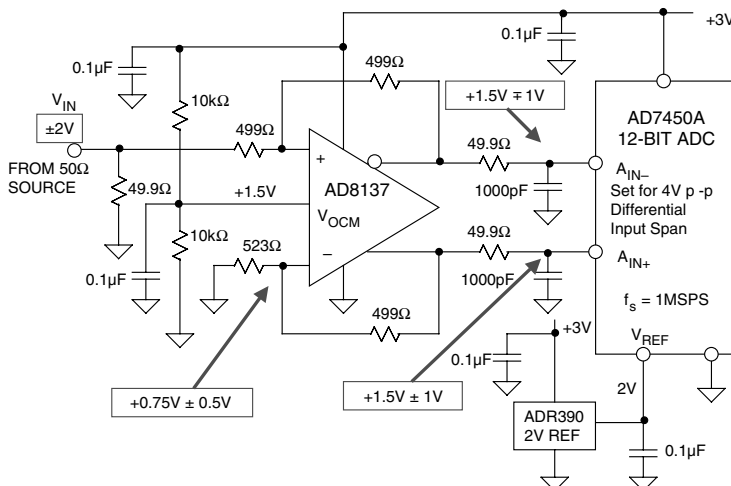 0.1µF
+3V
0.1µF
499Ω
V_IN
±2V
10kΩ
499Ω
+1.5V ∓ 1V
49.9Ω
AD7450A
12-BIT ADC
FROM 50Ω
SOURCE
49.9Ω
+
AD8137
1000pF
A_IN–
Set for 4V p -p
Differential
Input Span
+1.5V
V_OCM
10kΩ
0.1µF
523Ω
–
49.9Ω
1000pF
A_IN+
499Ω
f_s = 1MSPS
V_REF
+3V
0.1µF
2V
+0.75V ± 0.5V
+1.5V ± 1V
ADR390
2V REF
0.1µF